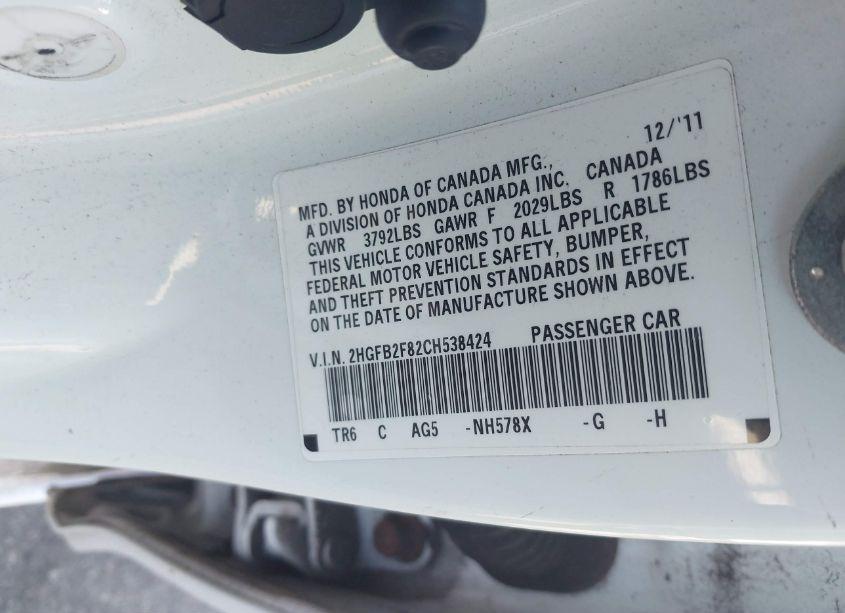 12/'11
MFD. BY HONDA OF CANADA MFG.,
A DIVISION OF HONDA CANADA INC. CANADA
GVWR 3792LBS GAWR F 2029LBS R 1786LBS
THIS VEHICLE CONFORMS TO ALL APPLICABLE
FEDERAL MOTOR VEHICLE SAFETY, BUMPER,
AND THEFT PREVENTION STANDARDS IN EFFECT
ON THE DATE OF MANUFACTURE SHOWN ABOVE.
V.I.N. 2HGFB2F82CH538424 PASSENGER CAR
TR6 C AG5 -NH578X -G -H